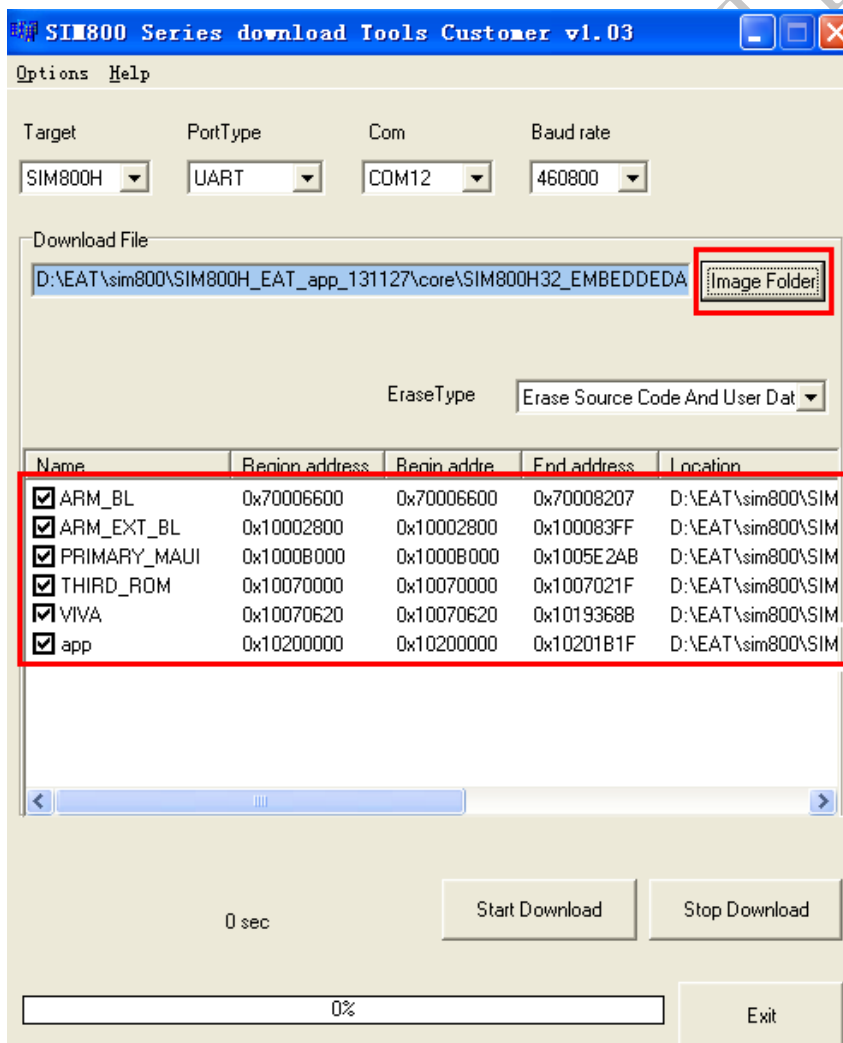 SIM800 Series download Tools Customer v1.03
Options Help
Target PortType Com Baud rate
SIM800H UART COM12 460800
Download File
D:\EAT\sim800\SIM800H_EAT_app_131127\core\SIM800H32_EMBEDDEDA Image Folder
EraseType Erase Source Code And User Dat
Name Region address Begin addre End address Location
ARM_BL 0x70006600 0x70006600 0x70008207 D:\EAT\sim800\SIM
ARM_EXT_BL 0x10002800 0x10002800 0x100083FF D:\EAT\sim800\SIM
PRIMARY_MAUI 0x1000B000 0x1000B000 0x1005E2AB D:\EAT\sim800\SIM
THIRD_ROM 0x10070000 0x10070000 0x1007021F D:\EAT\sim800\SIM
VIVA 0x10070620 0x10070620 0x1019368B D:\EAT\sim800\SIM
app 0x10200000 0x10200000 0x10201B1F D:\EAT\sim800\SIM
0 sec Start Download Stop Download
0% Exit